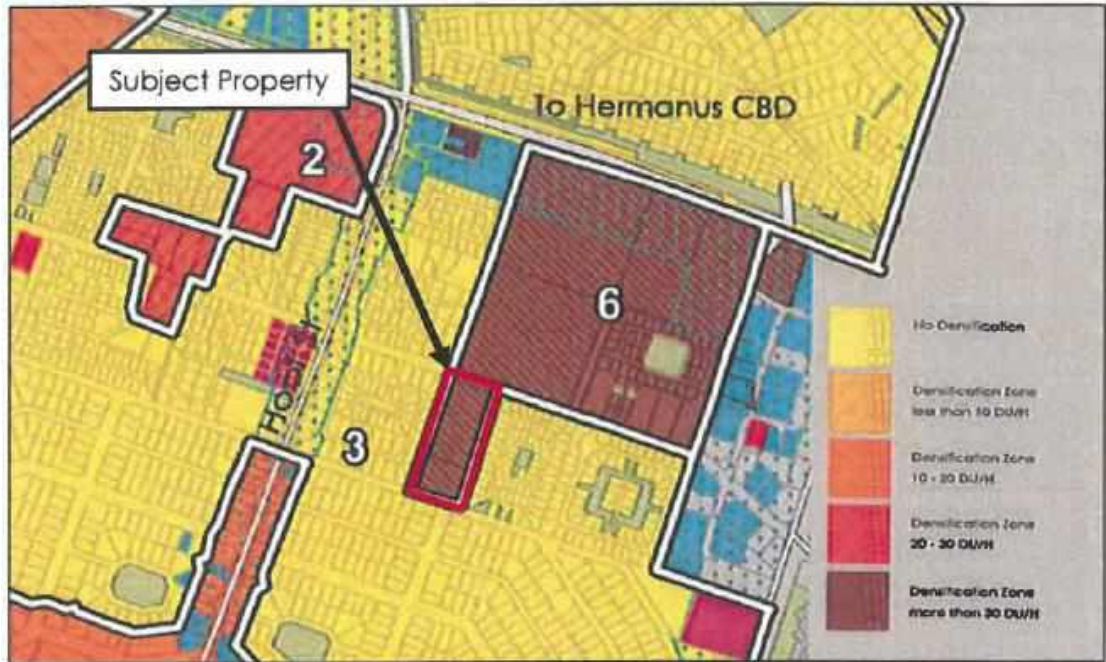 Subject Property
To Hermanus CBD
2
6
3
No Densification
Densification Zone
less than 10 DU/H
Densification Zone
10 - 20 DU/H
Densification Zone
20 - 30 DU/H
Densification Zone
more than 30 DU/H